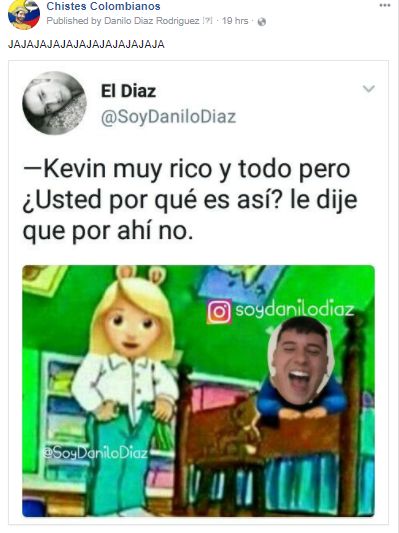 Chistes Colombianos
Published by Danilo Diaz Rodriguez [?] · 19 hrs ·
JAJAJAJAJAJAJAJAJAJAJAJA
El Diaz
@SoyDaniloDiaz
—Kevin muy rico y todo pero
¿Usted por qué es así? le dije
que por ahí no.
soydanilodiaz
@SoyDaniloDiaz